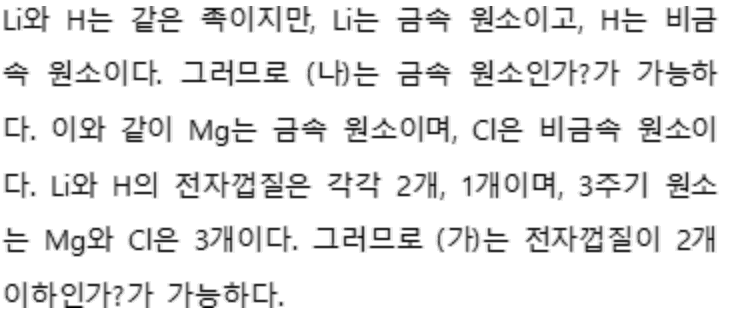 Li와 H는 같은 족이지만, Li는 금속 원소이고, H는 비금
속 원소이다. 그러므로 (나)는 금속 원소인가?가 가능하
다. 이와 같이 Mg는 금속 원소이며, Cl은 비금속 원소이
다. Li와 H의 전자껍질은 각각 2개, 1개이며, 3주기 원소
는 Mg와 Cl은 3개이다. 그러므로 (가)는 전자껍질이 2개
이하인가?가 가능하다.